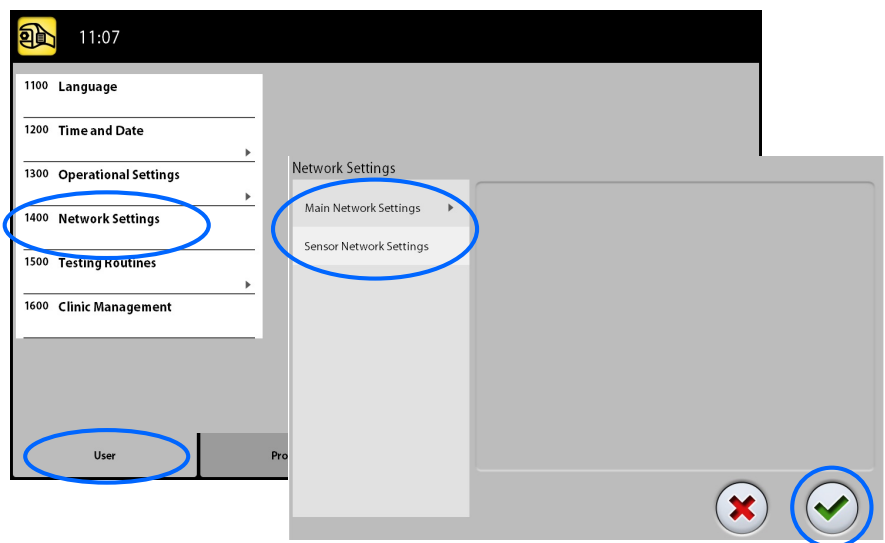 11:07
1100 Language
1200 Time and Date
1300 Operational Settings
1400 Network Settings
1500 Testing Routines
1600 Clinic Management
User
Pro
Network Settings
Main Network Settings
Sensor Network Settings